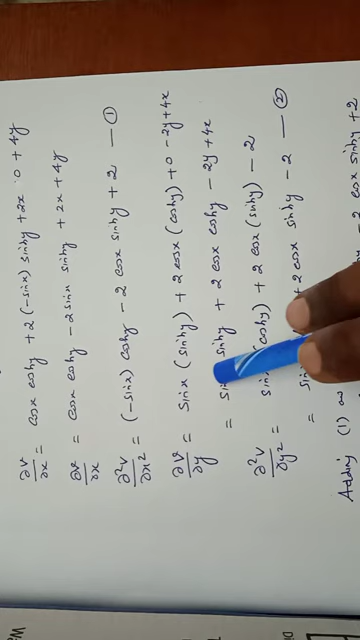 ∂v/∂x = cosx coshy + 2(-sinx) sinhy + 2x + 0 + 4y
∂v/∂x = cosx coshy - 2 sinx sinhy + 2x + 4y
∂²v/∂x² = (-sinx) coshy - 2 cosx sinhy + 2 — ①
∂v/∂y = sinx (sinhy) + 2 cosx (coshy) + 0 - 2y + 4x
= sinx sinhy + 2 cosx coshy - 2y + 4x
∂²v/∂y² = sinx (coshy) + 2 cosx (sinhy) - 2
= sin + 2 cosx sinhy - 2 — ②
Adding (1) - 2 cosx sinhy + 2